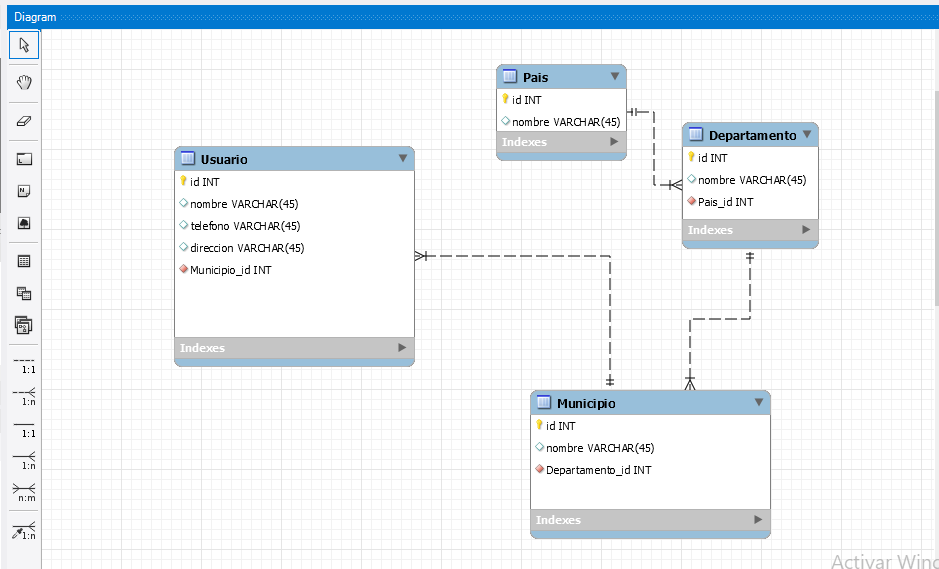 Diagram
Pais
id INT
nombre VARCHAR(45)
Indexes
Departamento
id INT
nombre VARCHAR(45)
Pais_id INT
Indexes
Usuario
id INT
nombre VARCHAR(45)
telefono VARCHAR(45)
direccion VARCHAR(45)
Municipio_id INT
Indexes
Municipio
id INT
nombre VARCHAR(45)
Departamento_id INT
Indexes
1:1
1:n
1:1
1:n
n:m
1:n
Activar Wind